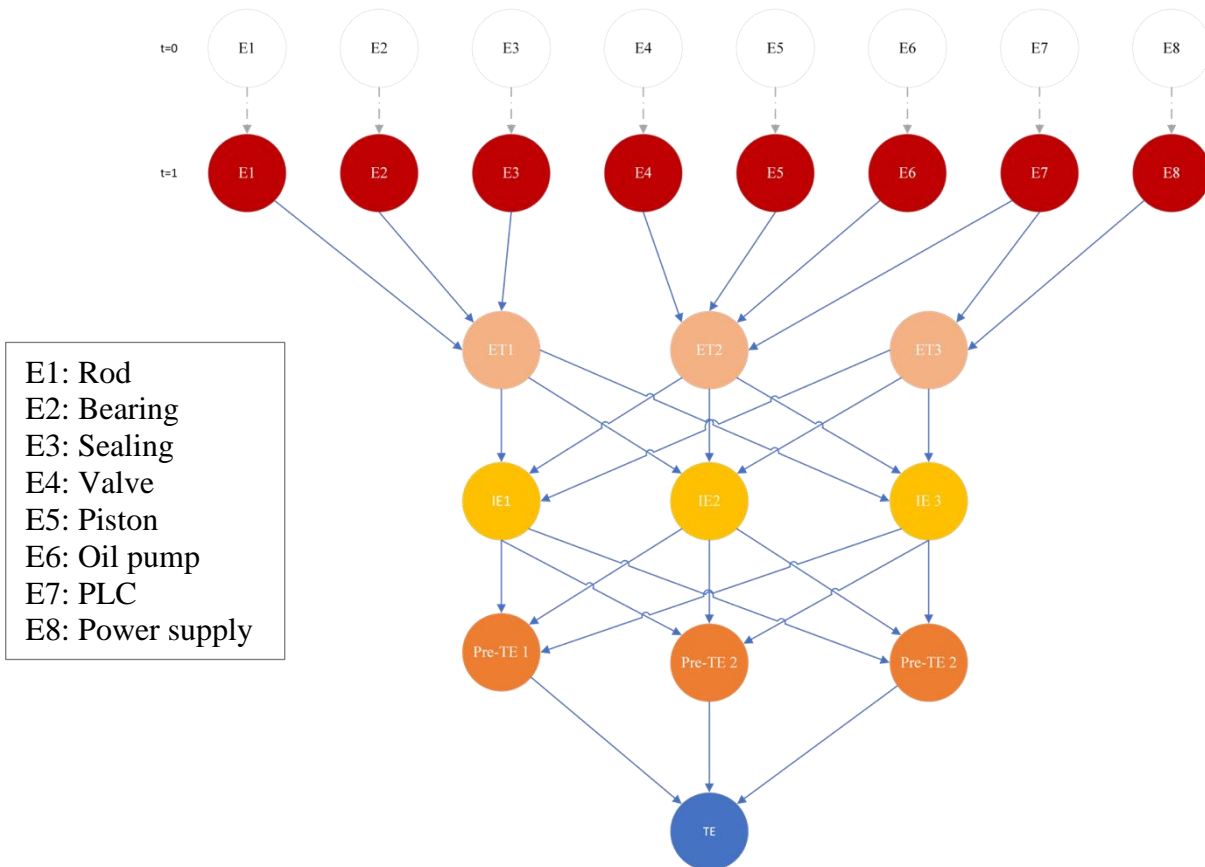 t=0 E1 E2 E3 E4 E5 E6 E7 E8
t=1 E1 E2 E3 E4 E5 E6 E7 E8
ET1 ET2 ET3
E1: Rod
E2: Bearing
E3: Sealing
E4: Valve
E5: Piston
E6: Oil pump
E7: PLC
E8: Power supply
IE1 IE2 IE 3
Pre-TE 1 Pre-TE 2 Pre-TE 2
TE